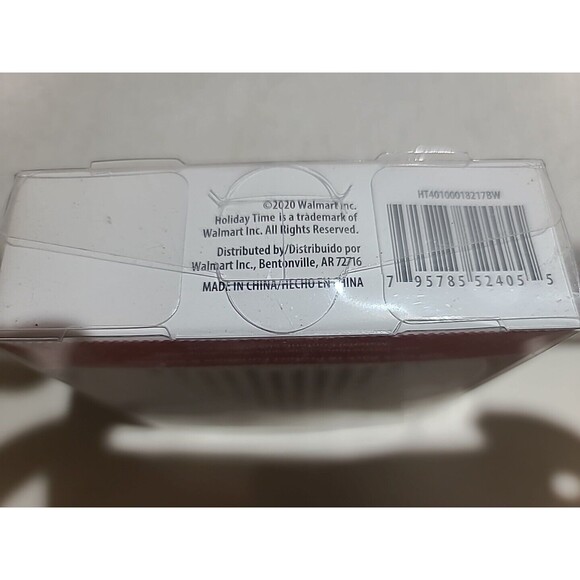 ©2020 Walmart Inc.
Holiday Time is a trademark of
Walmart Inc. All Rights Reserved.
Distributed by/Distribuido por
Walmart Inc., Bentonville, AR 72716
MADE IN CHINA/HECHO EN CHINA
HT40100018217BW
7 95785 52405 5